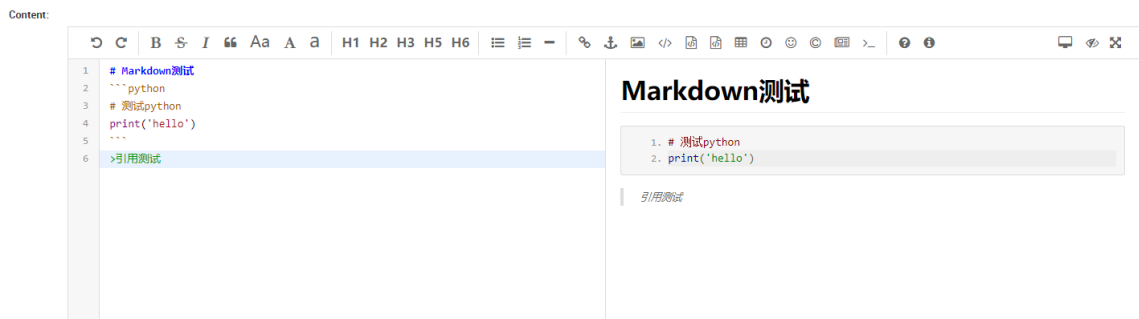 Content:
B S I Aa A a H1 H2 H3 H5 H6
1 # Markdown测试
2 ```python
3 # 测试python
4 print('hello')
5 ```
6 >引用测试
Markdown测试
1. # 测试python
2. print('hello')
引用测试